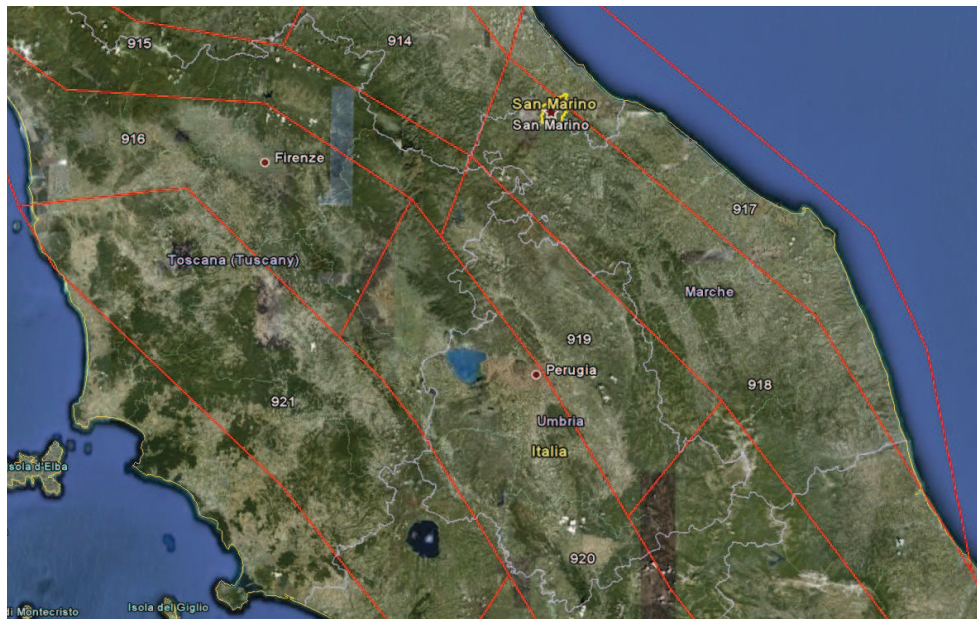 914
915
San Marino
San Marino
916
Firenze
917
Toscana (Tuscany)
Marche
919
Perugia
918
921
Umbria
Italia
Isola d'Elba
920
Isola del Giglio
di Montecristo